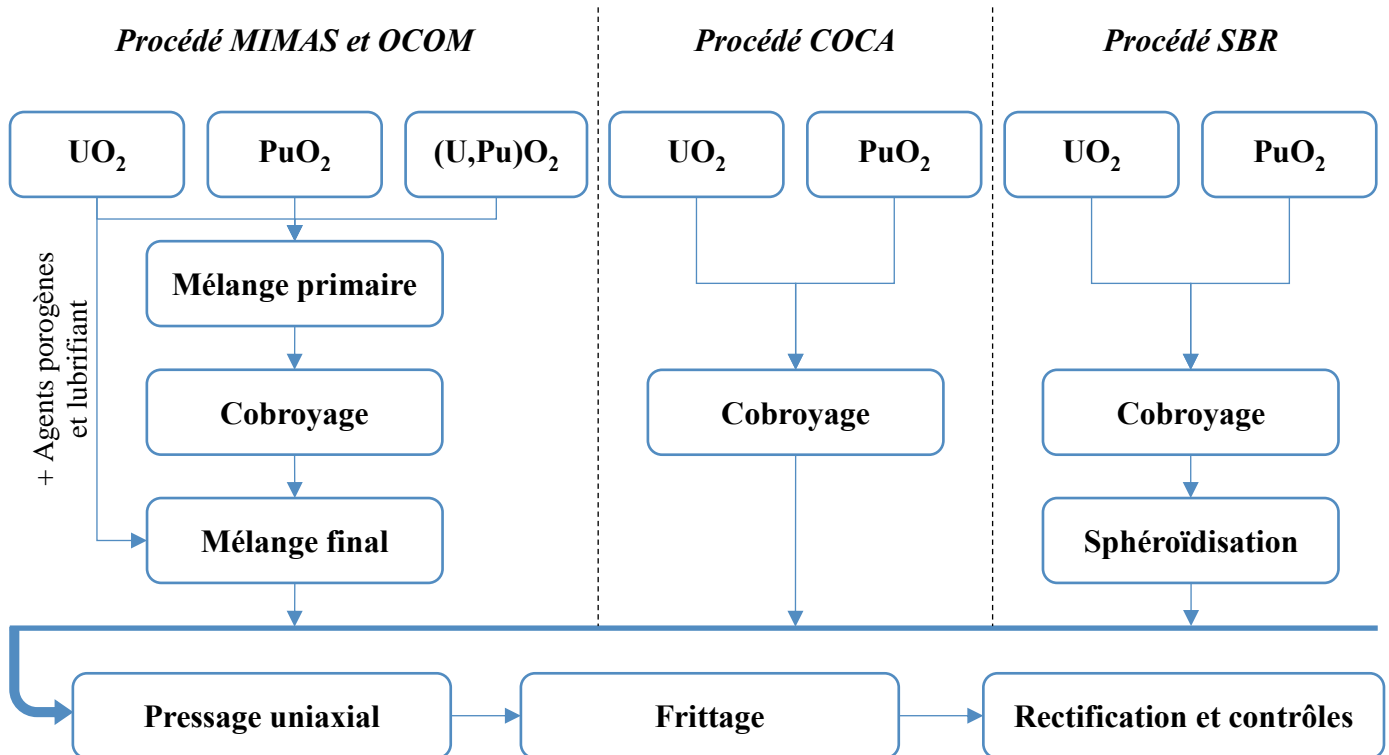 Procédé MIMAS et OCOM
Procédé COCA
Procédé SBR
UO₂
PuO₂
(U,Pu)O₂
UO₂
PuO₂
UO₂
PuO₂
+ Agents porogènes
et lubrifiant
Mélange primaire
Cobroyage
Mélange final
Cobroyage
Cobroyage
Sphéroïdisation
Pressage uniaxial
Frittage
Rectification et contrôles